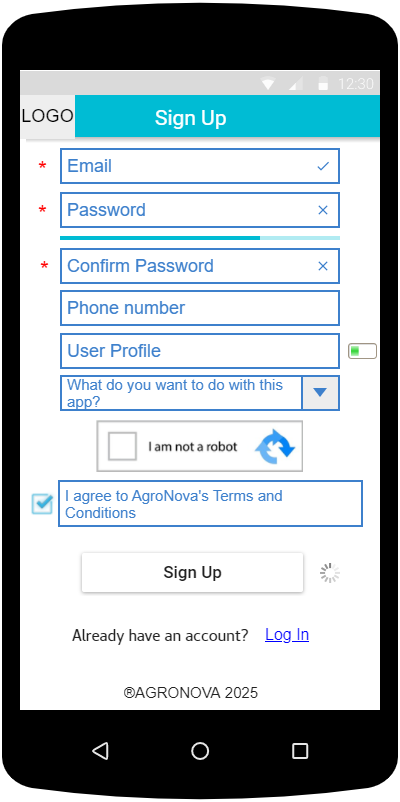 12:30
LOGO
Sign Up
* Email
* Password
* Confirm Password
Phone number
User Profile
What do you want to do with this
app?
I am not a robot
I agree to AgroNova's Terms and
Conditions
Sign Up
Already have an account? Log In
®AGRONOVA 2025